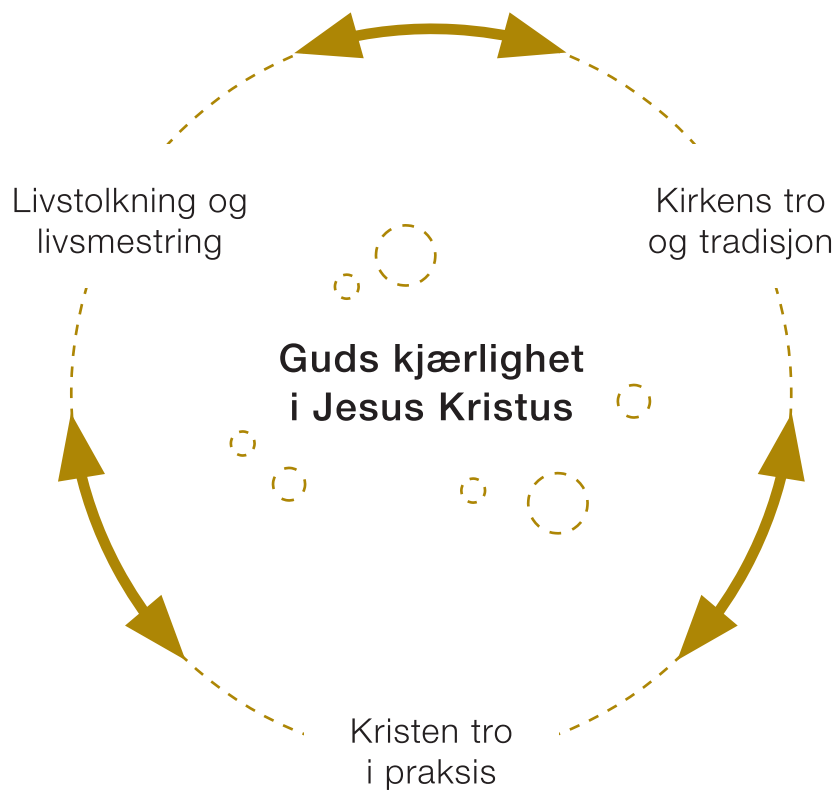 Livstolkning og
livsmestring
Kirkens tro
og tradisjon
Guds kjærlighet
i Jesus Kristus
Kristen tro
i praksis